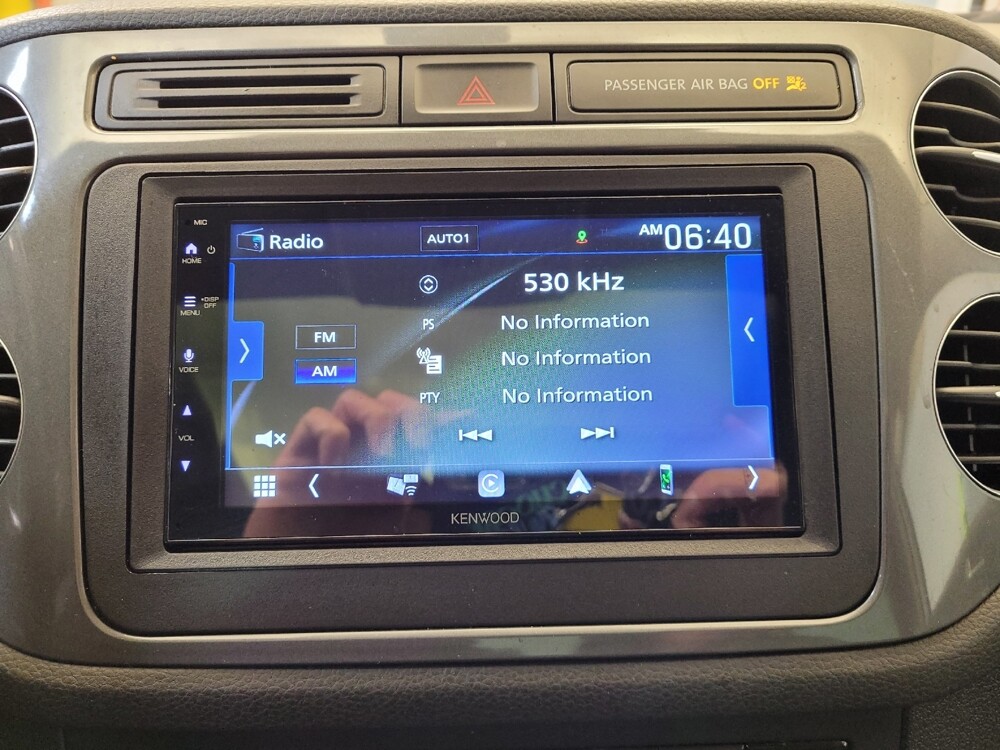 PASSENGER AIR BAG OFF
MIC
HOME
DISP
OFF
MENU
VOICE
VOL
Radio
AUTO1
AM 06:40
530 kHz
FM
PS No Information
AM
No Information
PTY No Information
KENWOOD